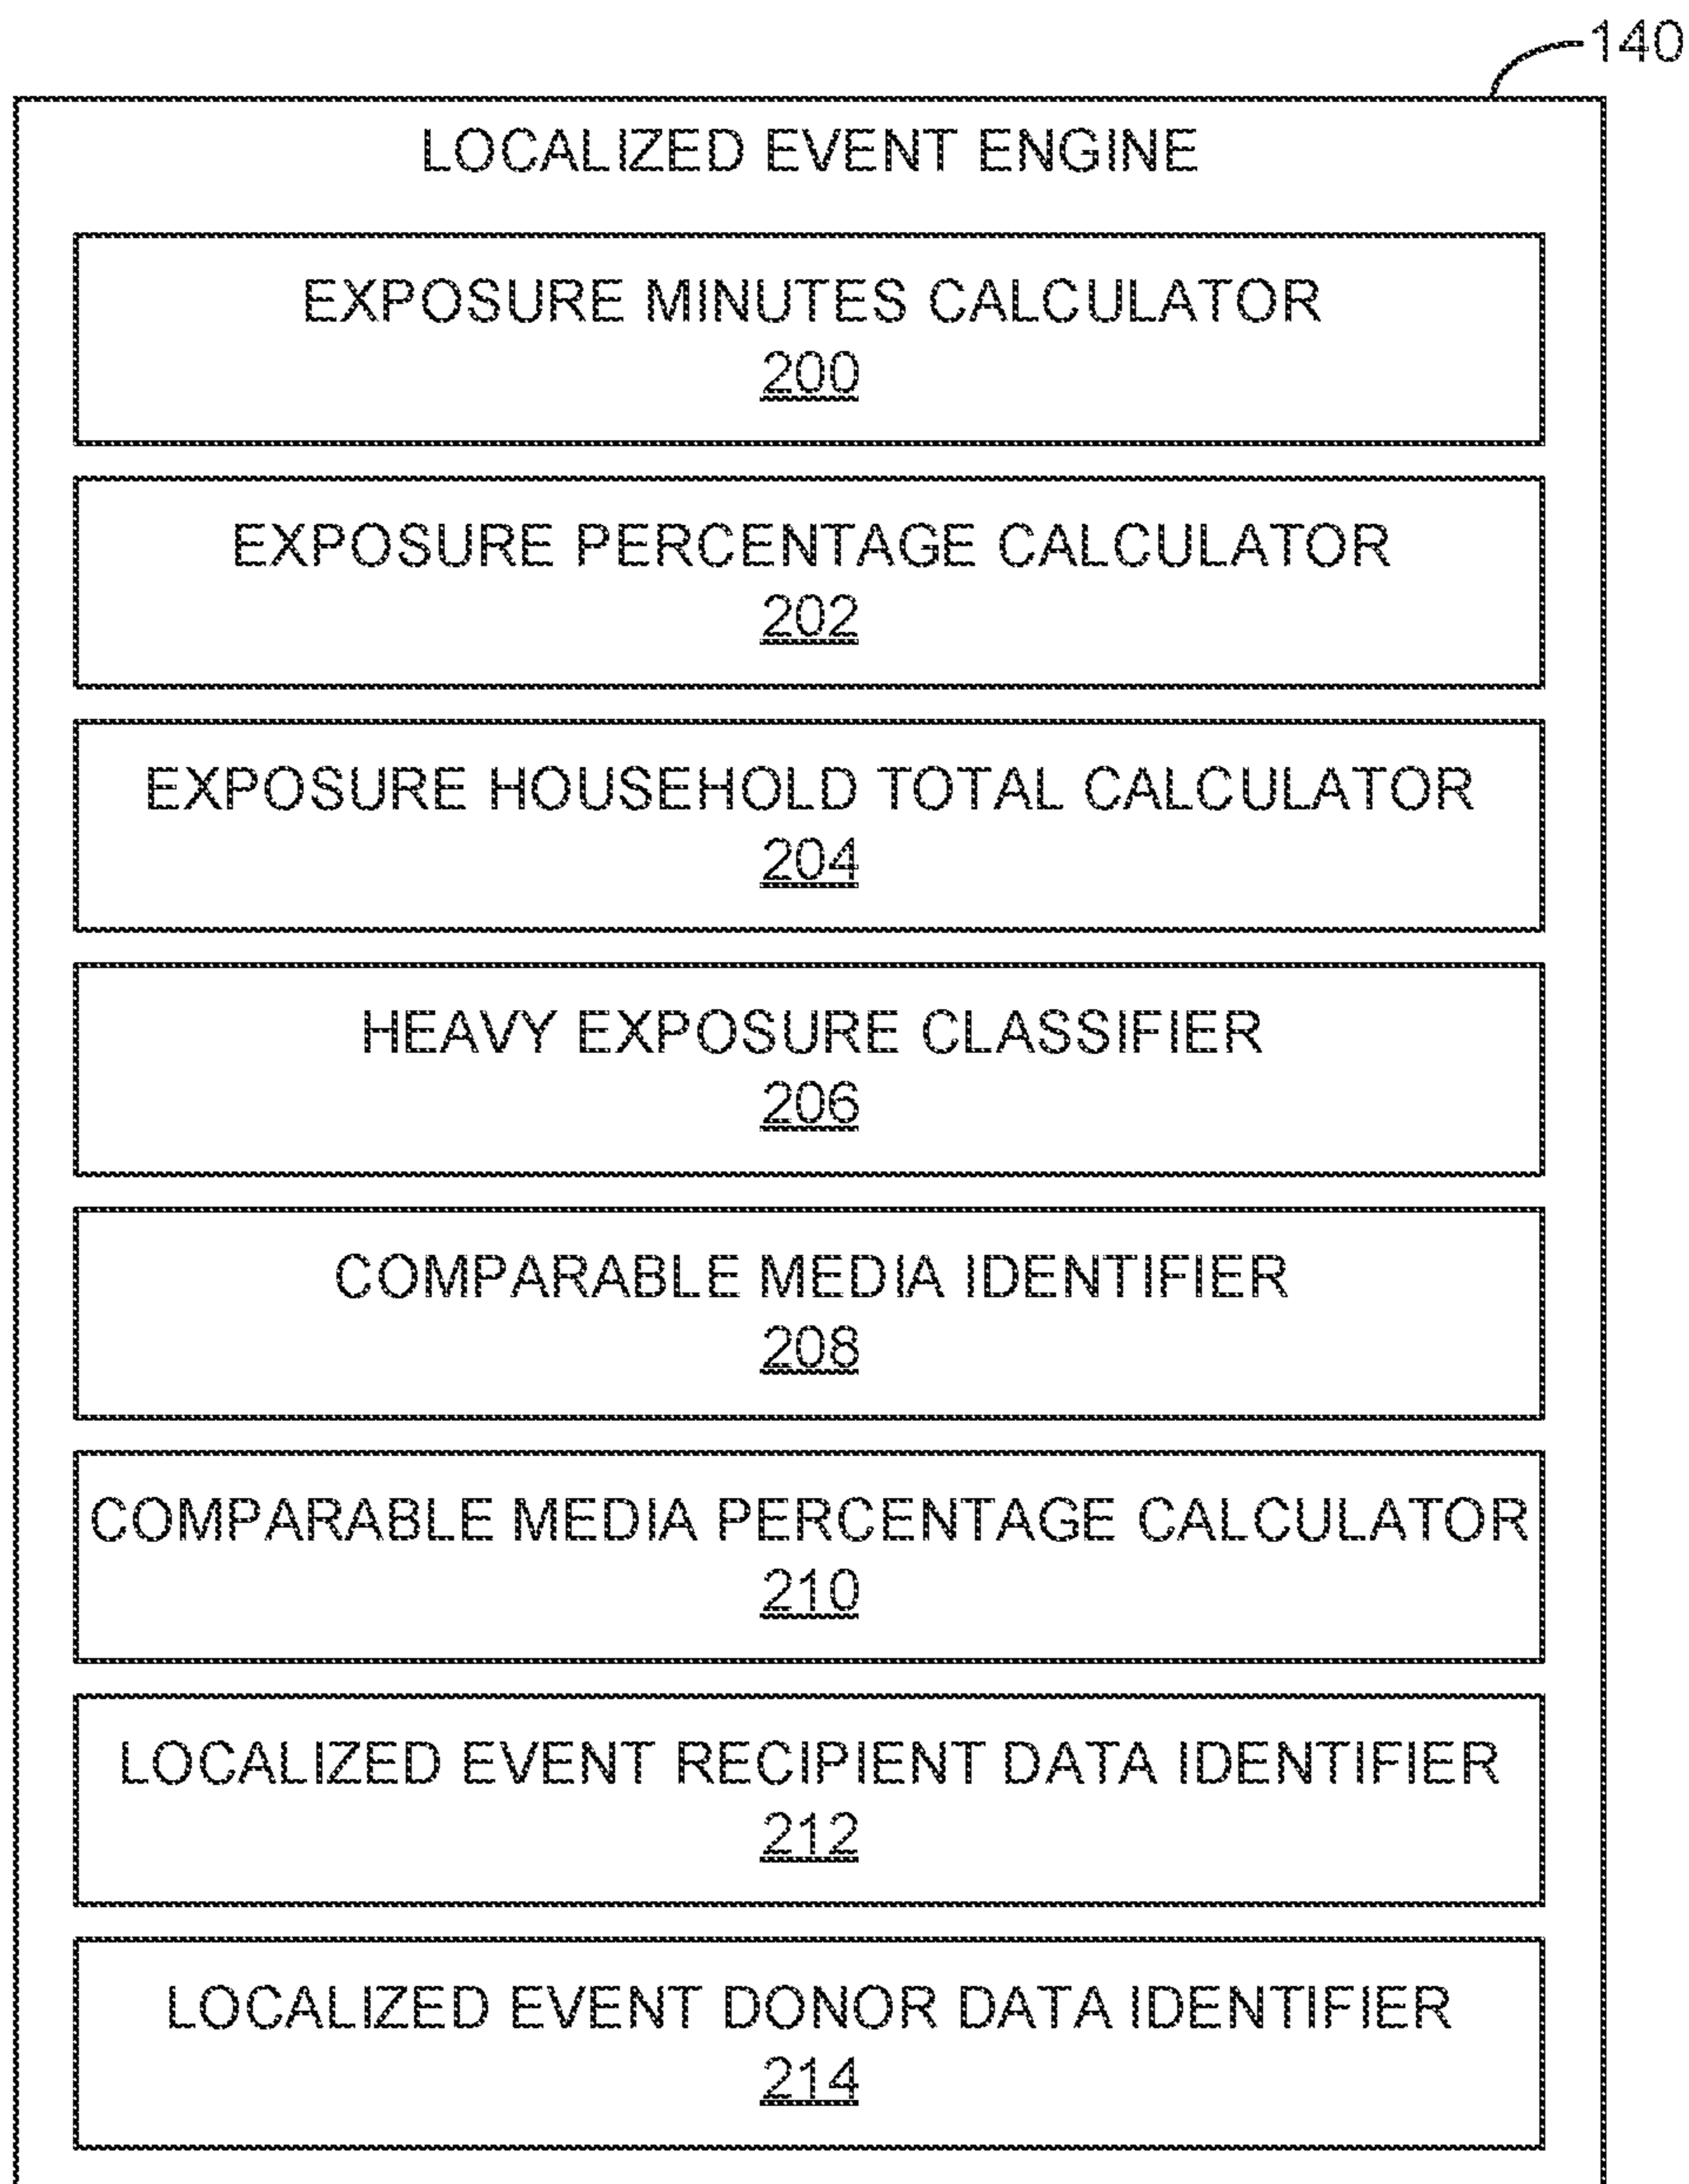 140
LOCALIZED EVENT ENGINE
EXPOSURE MINUTES CALCULATOR
200
EXPOSURE PERCENTAGE CALCULATOR
202
EXPOSURE HOUSEHOLD TOTAL CALCULATOR
204
HEAVY EXPOSURE CLASSIFIER
206
COMPARABLE MEDIA IDENTIFIER
208
COMPARABLE MEDIA PERCENTAGE CALCULATOR
210
LOCALIZED EVENT RECIPIENT DATA IDENTIFIER
212
LOCALIZED EVENT DONOR DATA IDENTIFIER
214